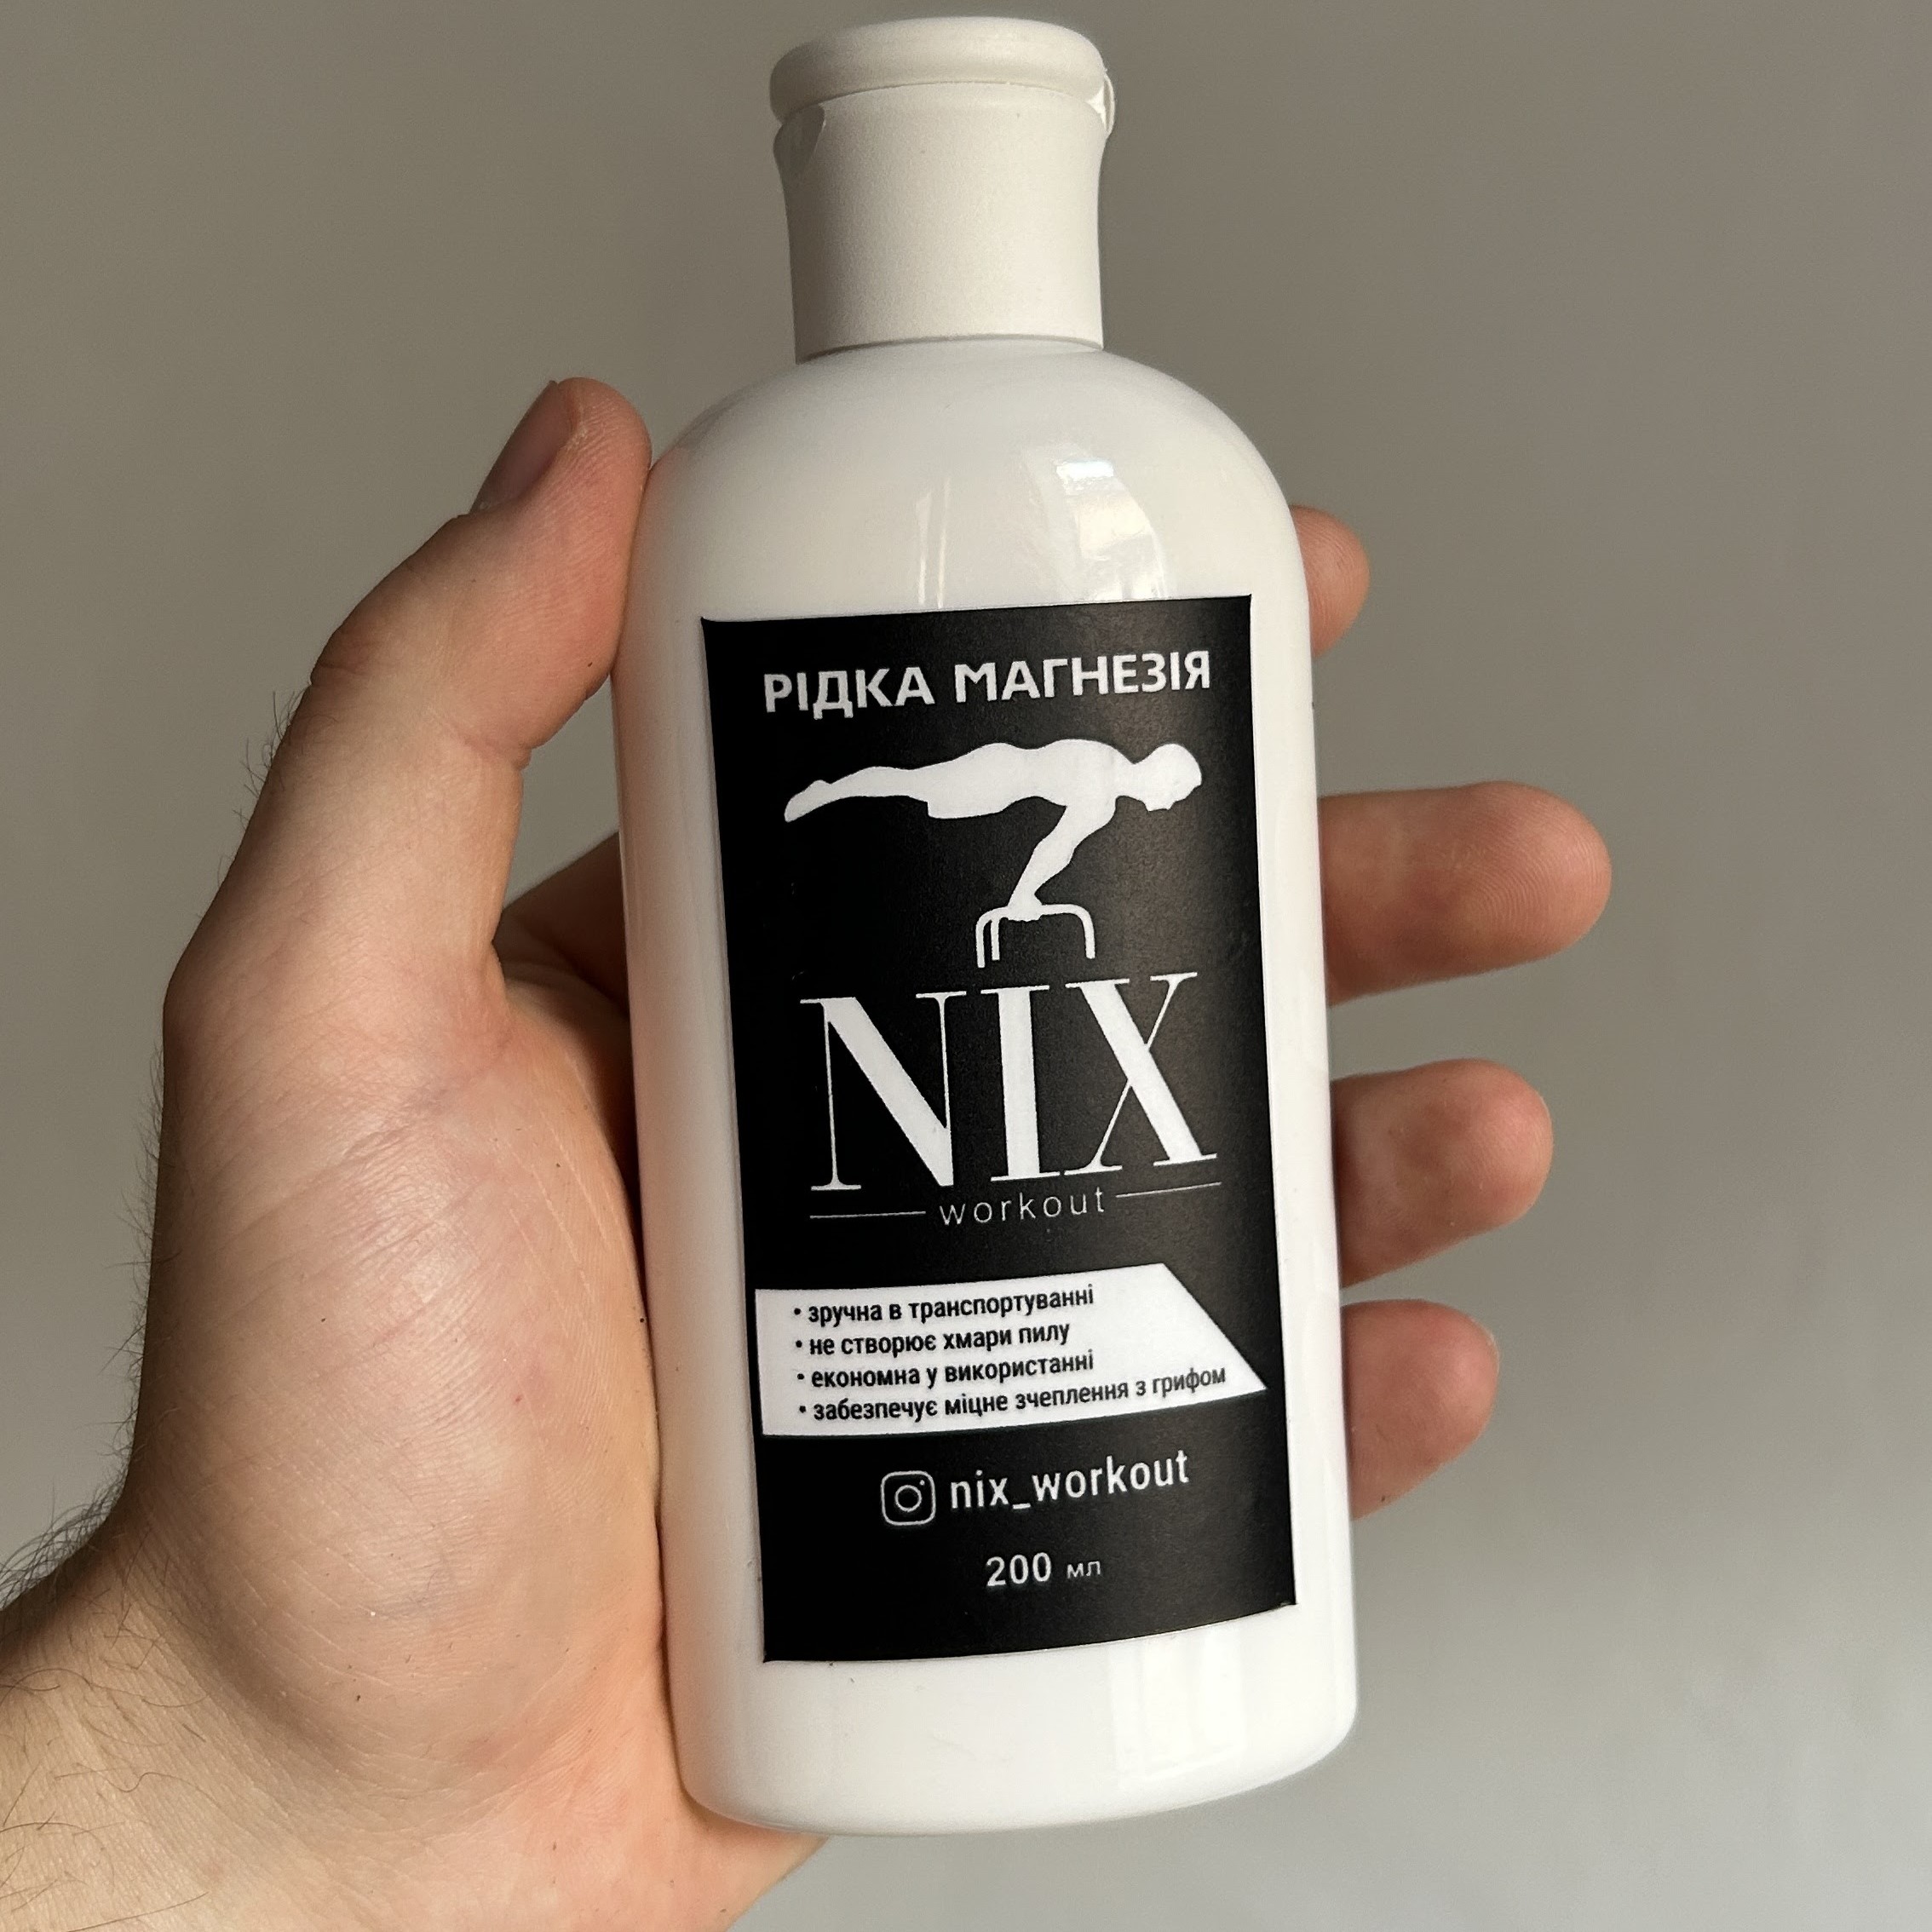 РІДКА МАГНЕЗІЯ
NIX
workout
• зручна в транспортуванні
• не створює хмари пилу
• економна у використанні
• забезпечує міцне зчеплення з грифом
nix_workout
200 мл